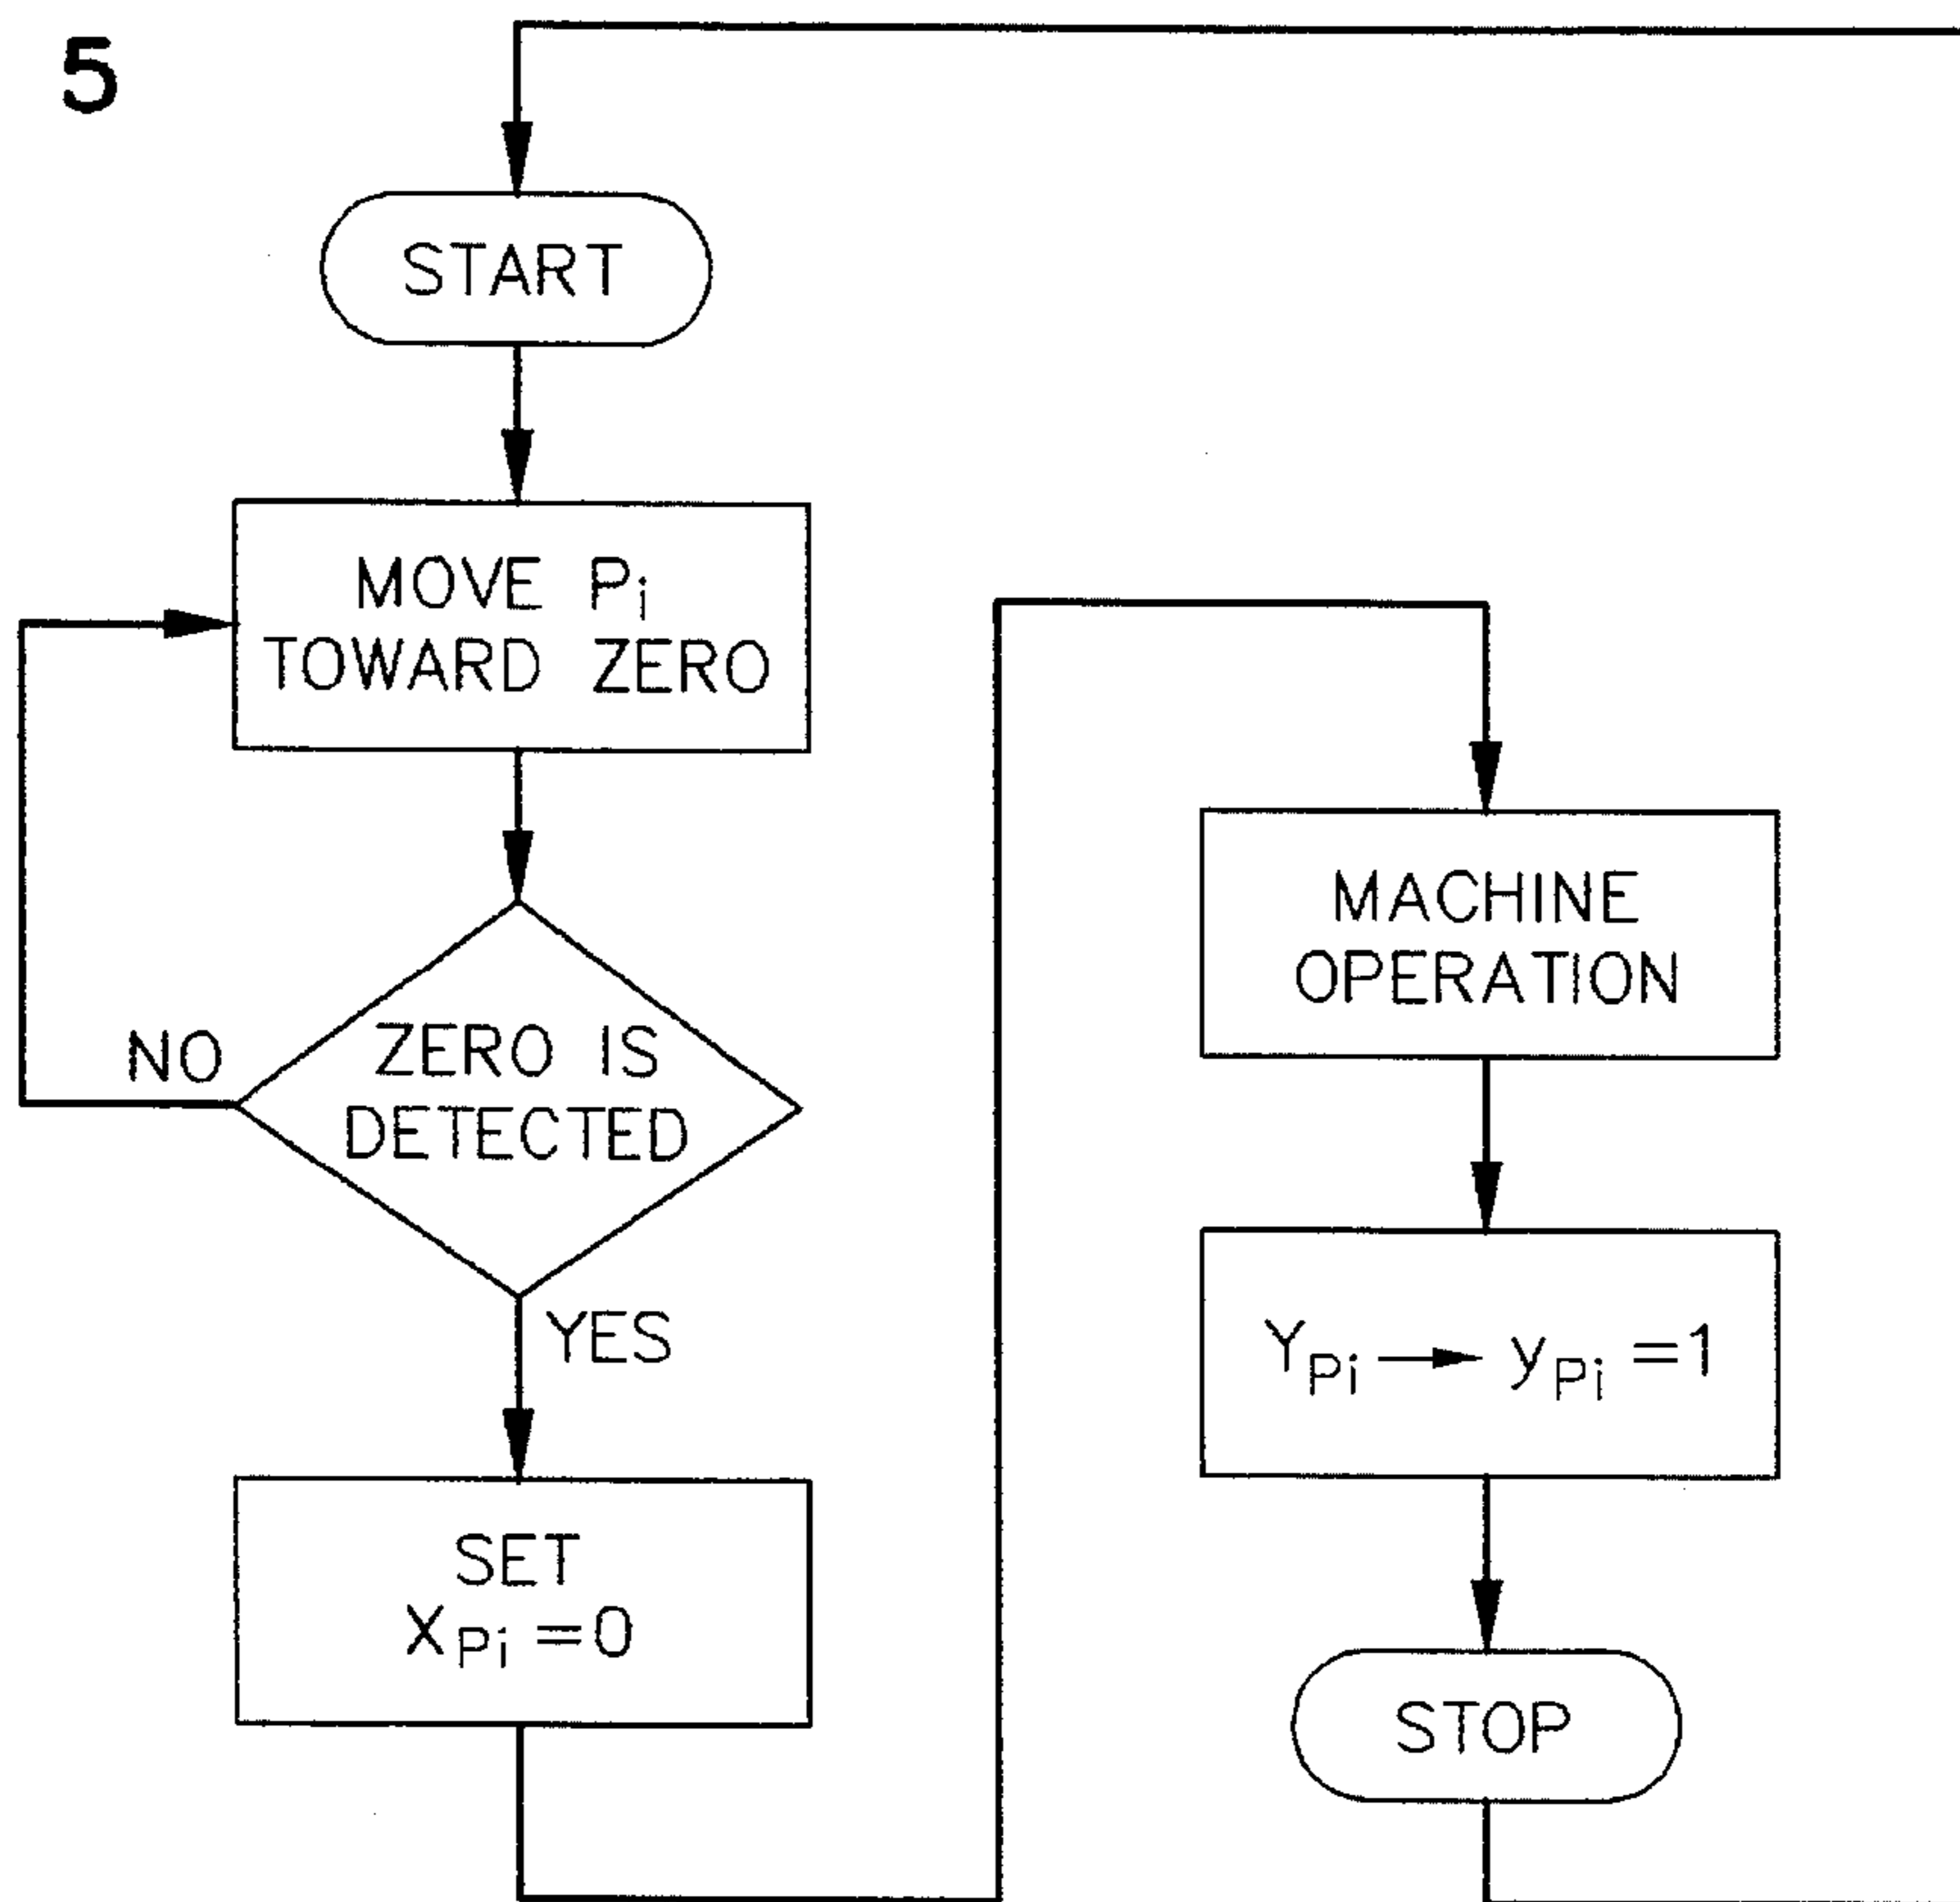 5
START
MOVE Pi
TOWARD ZERO
NO
ZERO IS
DETECTED
YES
SET
XPi =0
MACHINE
OPERATION
YPi → yPi =1
STOP